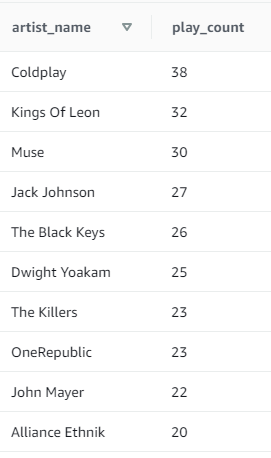 artist_name play_count
Coldplay 38
Kings Of Leon 32
Muse 30
Jack Johnson 27
The Black Keys 26
Dwight Yoakam 25
The Killers 23
OneRepublic 23
John Mayer 22
Alliance Ethnik 20